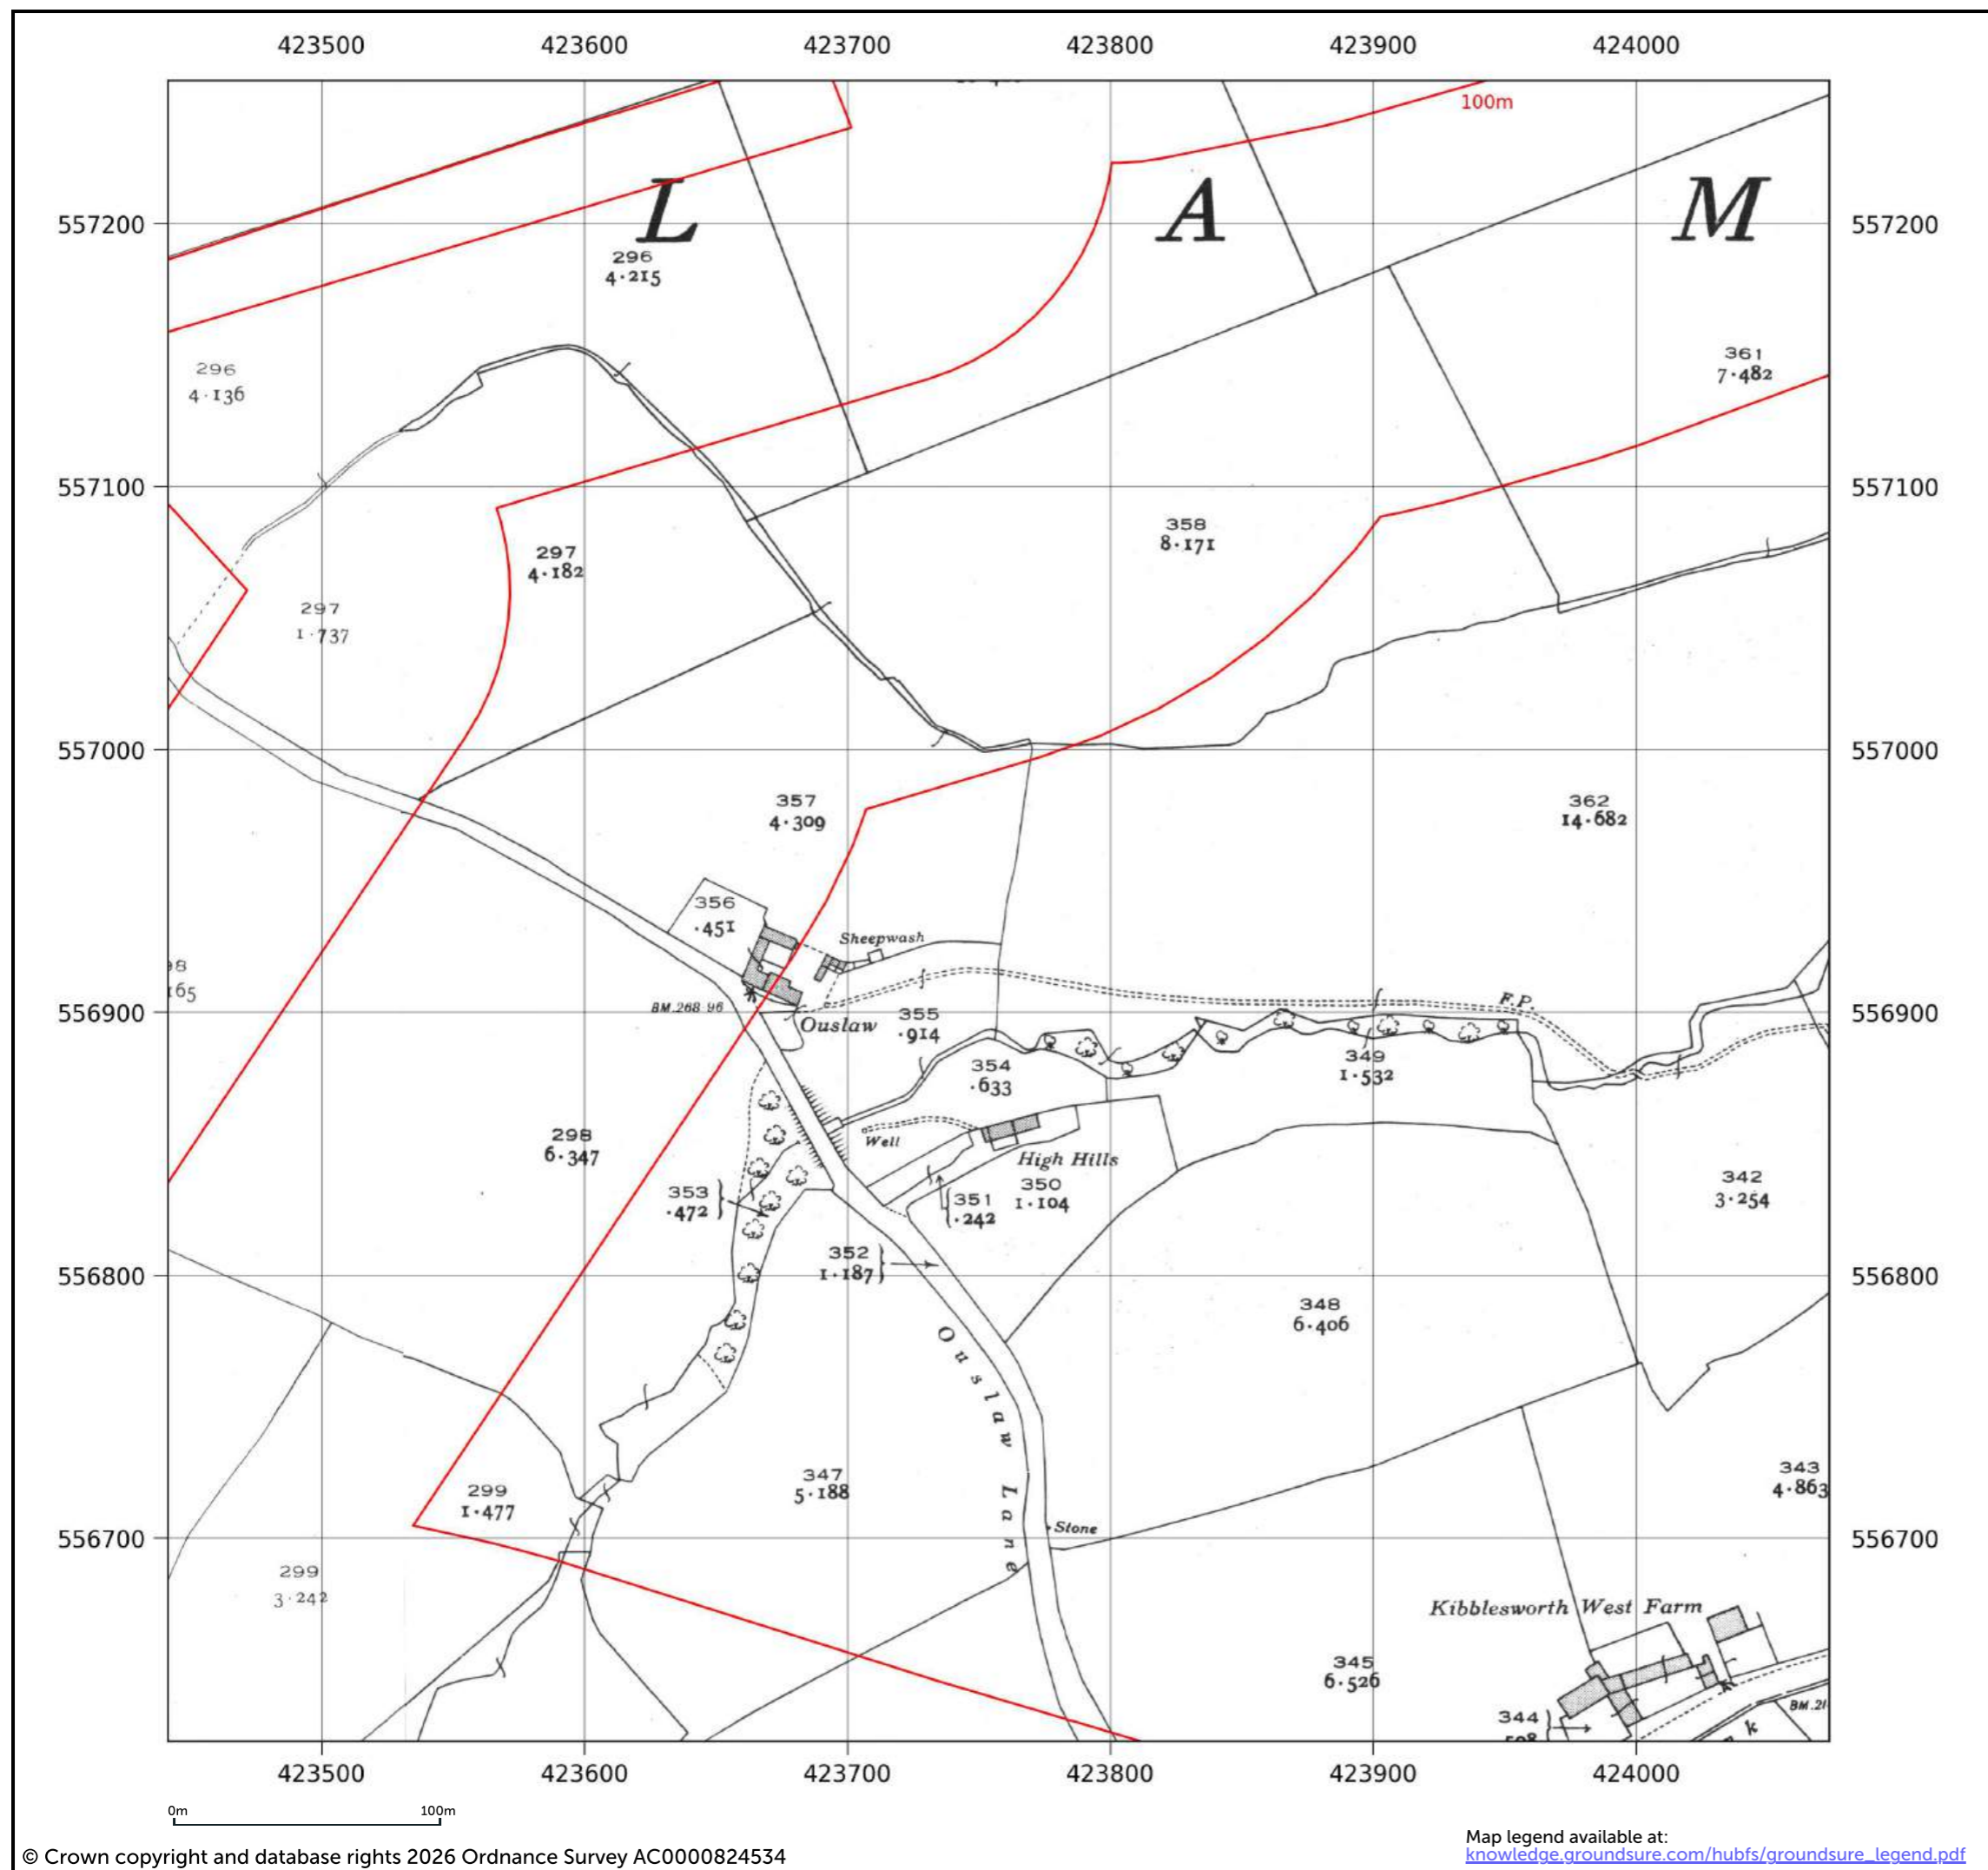 423500 423600 423700 423800 423900 424000
100m
557200 L A M 557200
296
4·215
296
4·136
361
7·482
557100 557100
358
8·171
297
4·182
297
1·737
557000 557000
357
4·309
362
14·682
356
·451
Sheepwash
165
BM.268·96
F.P.
556900 556900
Ouslaw
355
·914
349
1·532
354
·633
Well
298
6·347
High Hills
353
·472
351
·242
350
1·104
342
3·254
352
1·187
556800 556800
348
6·406
Ouslaw Lane
347
5·188
343
4·863
299
1·477
Stone
556700 556700
299
3·242
Kibblesworth West Farm
345
6·526
344
BM.21
k
423500 423600 423700 423800 423900 424000
0m 100m
© Crown copyright and database rights 2026 Ordnance Survey AC0000824534
Map legend available at:
knowledge.groundsure.com/hubfs/groundsure_legend.pdf